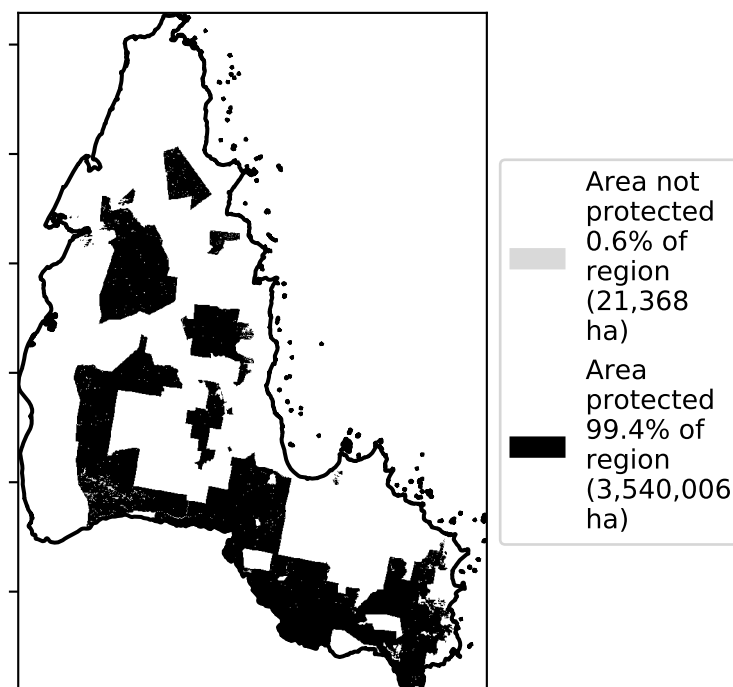 Area not
protected
0.6% of
region
(21,368
ha)
Area
protected
99.4% of
region
(3,540,006
ha)